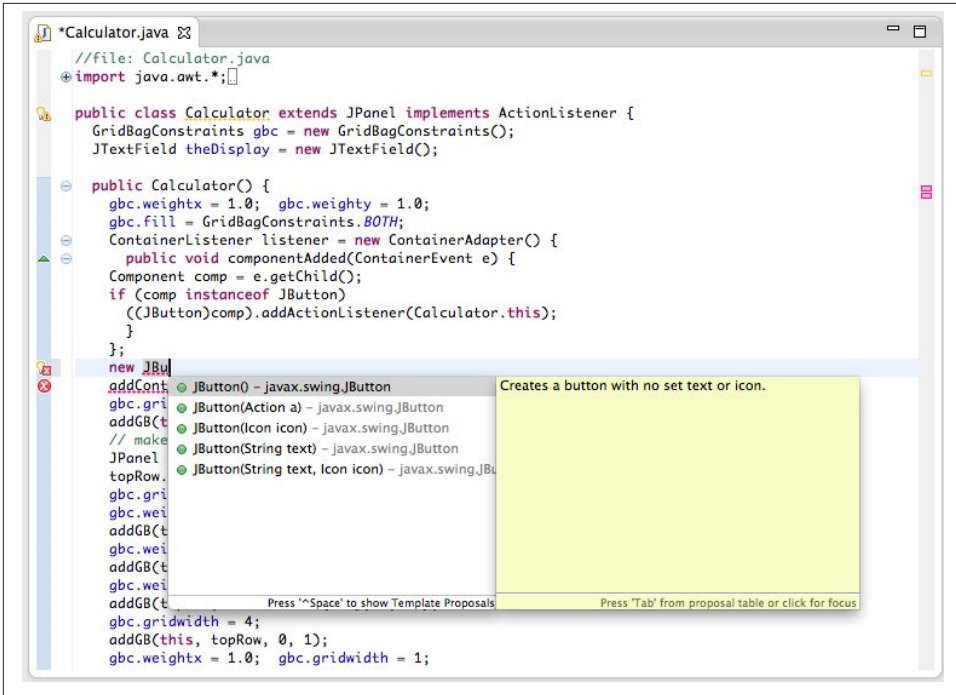 *Calculator.java
//file: Calculator.java
import java.awt.*;
public class Calculator extends JPanel implements ActionListener {
GridBagConstraints gbc = new GridBagConstraints();
JTextField theDisplay = new JTextField();
public Calculator() {
gbc.weightx = 1.0;  gbc.weighty = 1.0;
gbc.fill = GridBagConstraints.BOTH;
ContainerListener listener = new ContainerAdapter() {
public void componentAdded(ContainerEvent e) {
Component comp = e.getChild();
if (comp instanceof JButton)
((JButton)comp).addActionListener(Calculator.this);
}
};
new JBu
addCont
JButton() – javax.swing.JButton
Creates a button with no set text or icon.
gbc.gri
JButton(Action a) – javax.swing.JButton
addGB(t
JButton(Icon icon) – javax.swing.JButton
// make
JButton(String text) – javax.swing.JButton
JPanel
JButton(String text, Icon icon) – javax.swing.JBu
topRow.
gbc.gri
gbc.wei
addGB(t
gbc.wei
addGB(t
gbc.wei
addGB(t
Press '^Space' to show Template Proposals
Press 'Tab' from proposal table or click for focus
gbc.gridwidth = 4;
addGB(this, topRow, 0, 1);
gbc.weightx = 1.0;  gbc.gridwidth = 1;